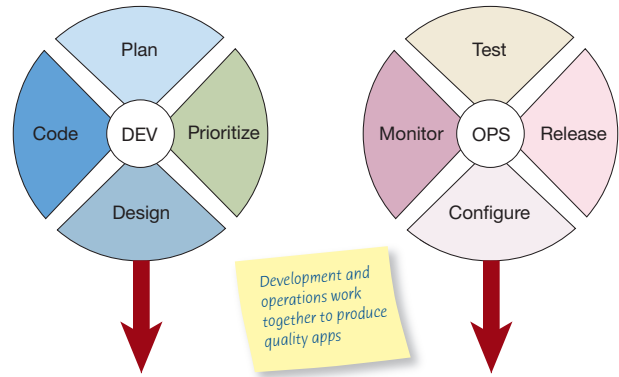 Plan
Code
DEV
Prioritize
Design
Test
Monitor
OPS
Release
Configure
Development and
operations work
together to produce
quality apps